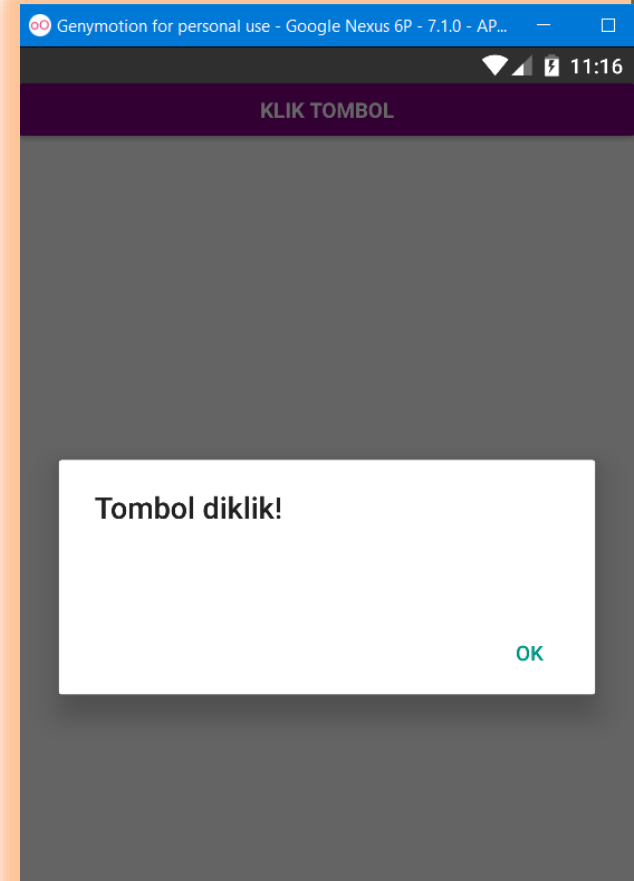 Genymotion for personal use - Google Nexus 6P - 7.1.0 - AP...
11:16
KLIK TOMBOL
Tombol diklik!
OK